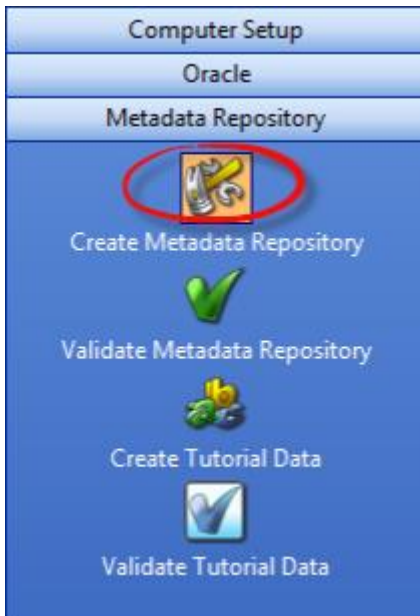 Computer Setup
Oracle
Metadata Repository
Create Metadata Repository
Validate Metadata Repository
Create Tutorial Data
Validate Tutorial Data